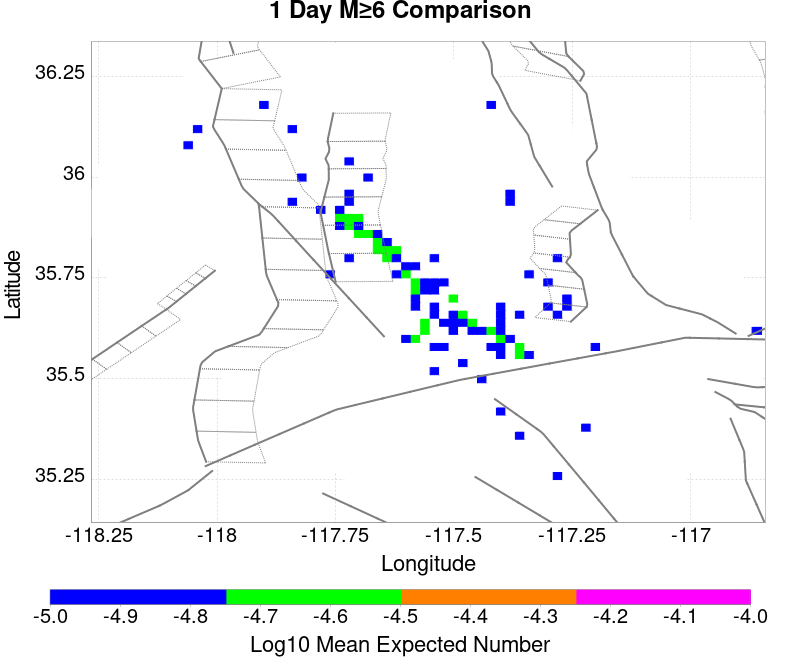 1 Day M≥6 Comparison
36.25
36
35.75
35.5
35.25
Latitude
-118.25 -118 -117.75 -117.5 -117.25 -117
Longitude
-5.0 -4.9 -4.8 -4.7 -4.6 -4.5 -4.4 -4.3 -4.2 -4.1 -4.0
Log10 Mean Expected Number